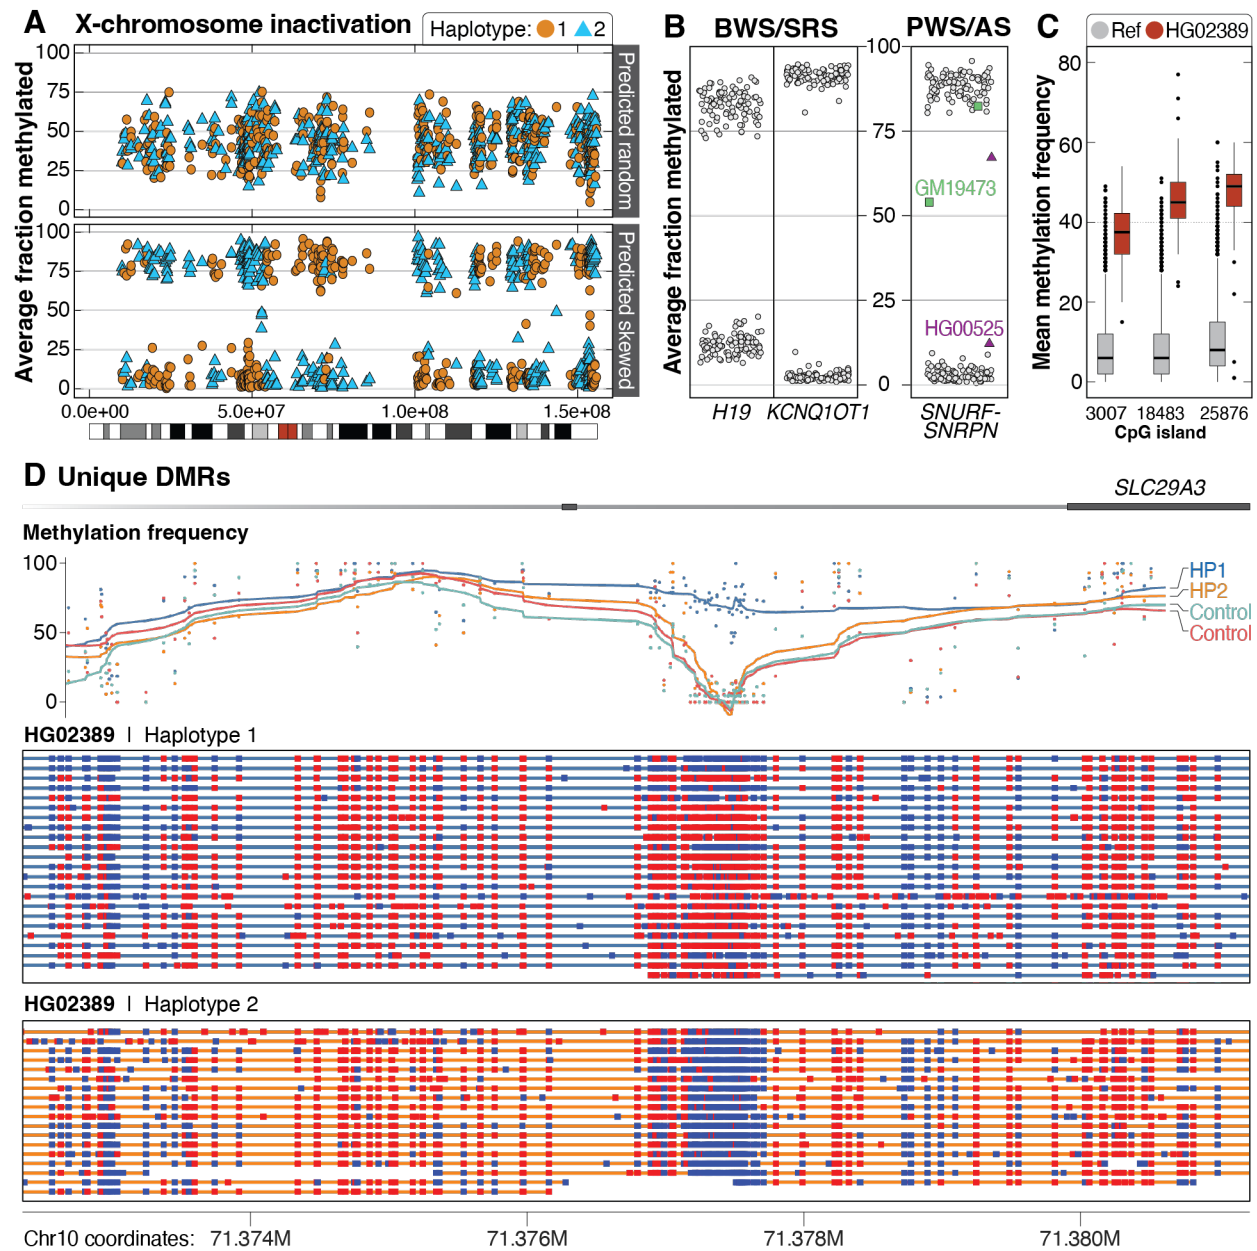 A X-chromosome inactivation
Haplotype: 1 2
Average fraction methylated
100
75
50
25
0
Predicted random
Average fraction methylated
100
75
50
25
0
Predicted skewed
0.0e+00 5.0e+07 1.0e+08 1.5e+08
B BWS/SRS PWS/AS
Average fraction methylated
100
75
50
25
0
GM19473
HG00525
H19 KCNQ1OT1 SNURF-
SNRPN
C Ref HG02389
Mean methylation frequency
80
60
40
20
0
3007 18483 25876
CpG island
D Unique DMRs
SLC29A3
Methylation frequency
100
50
0
HP1
HP2
Control
Control
HG02389 | Haplotype 1
HG02389 | Haplotype 2
Chr10 coordinates: 71.374M 71.376M 71.378M 71.380M